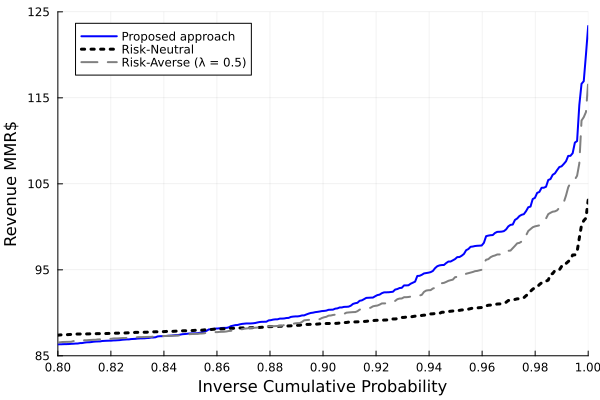 125
115
105
95
85
Revenue MMR$
Proposed approach
Risk-Neutral
Risk-Averse (λ = 0.5)
0.80 0.82 0.84 0.86 0.88 0.90 0.92 0.94 0.96 0.98 1.00
Inverse Cumulative Probability